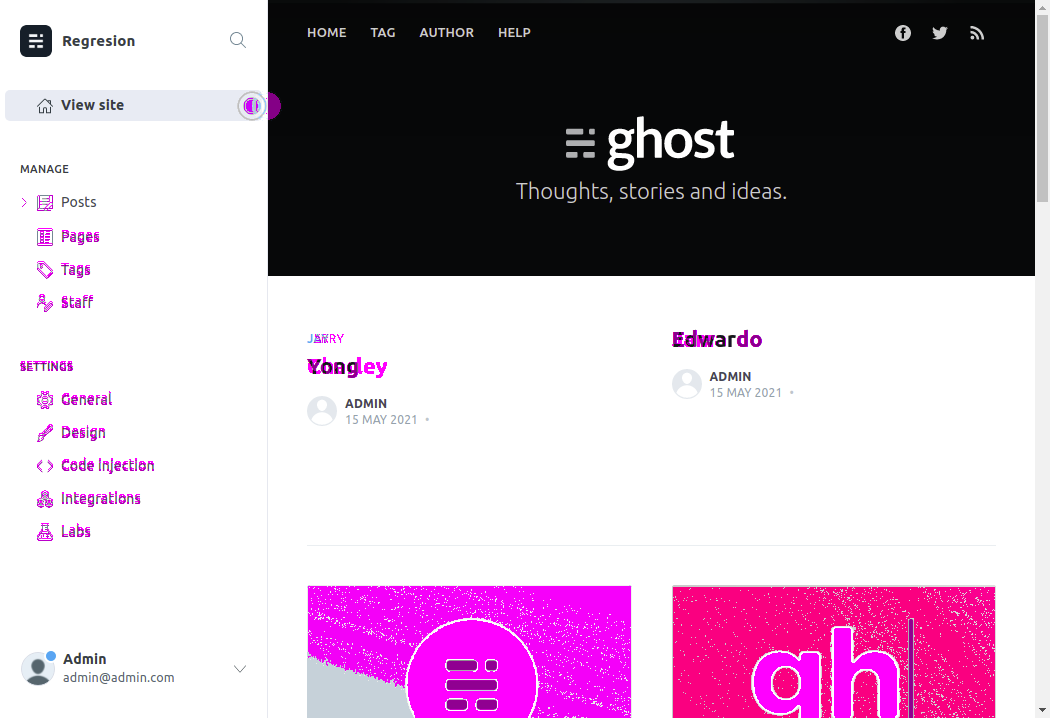 Regresion
View site
MANAGE
Posts
Pages
Tags
Staff
SETTINGS
General
Design
Code injection
Integrations
Labs
Admin
admin@admin.com
HOME TAG AUTHOR HELP
ghost
Thoughts, stories and ideas.
Yong
ADMIN
15 MAY 2021 •
Edwardo
ADMIN
15 MAY 2021 •
gh